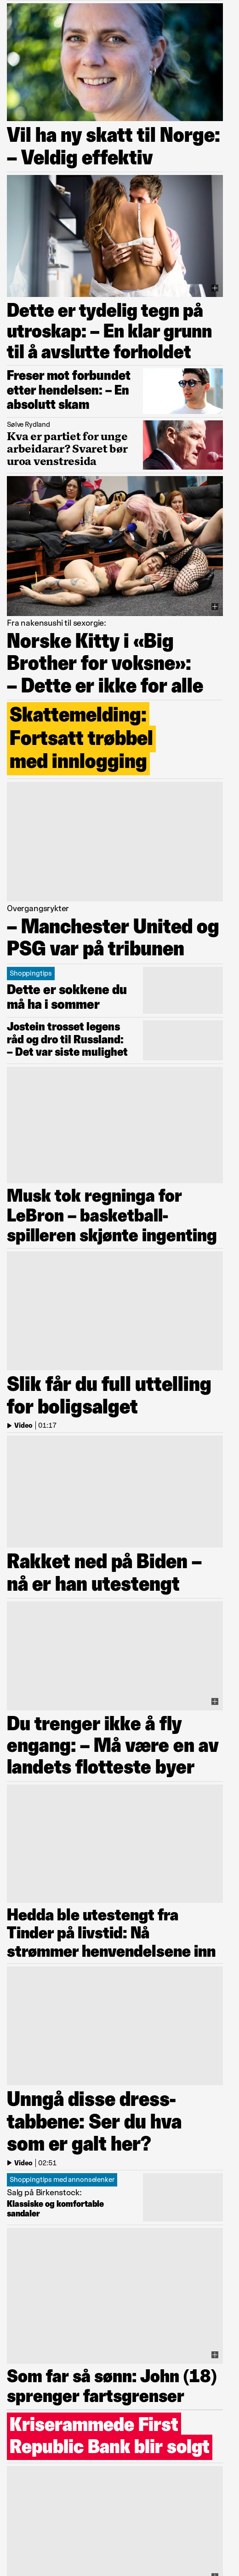 Vil ha ny skatt til Norge:
– Veldig effektiv
Dette er tydelig tegn på
utroskap: – En klar grunn
til å avslutte forholdet
Freser mot forbundet
etter hendelsen: – En
absolutt skam
Sølve Rydland
Kva er partiet for unge
arbeidarar? Svaret bør
uroa venstresida
Fra nakensushi til sexorgie:
Norske Kitty i «Big
Brother for voksne»:
– Dette er ikke for alle
Skattemelding:
Fortsatt trøbbel
med innlogging
Overgangsrykter
– Manchester United og
PSG var på tribunen
Shoppingtips
Dette er sokkene du
må ha i sommer
Jostein trosset legens
råd og dro til Russland:
– Det var siste mulighet
Musk tok regninga for
LeBron – basketball-
spilleren skjønte ingenting
Slik får du full uttelling
for boligsalget
Video | 01:17
Rakket ned på Biden –
nå er han utestengt
Du trenger ikke å fly
engang: – Må være en av
landets flotteste byer
Hedda ble utestengt fra
Tinder på livstid: Nå
strømmer henvendelsene inn
Unngå disse dress-
tabbene: Ser du hva
som er galt her?
Video | 02:51
Shoppingtips med annonselenker
Salg på Birkenstock:
Klassiske og komfortable
sandaler
Som far så sønn: John (18)
sprenger fartsgrenser
Kriserammede First
Republic Bank blir solgt